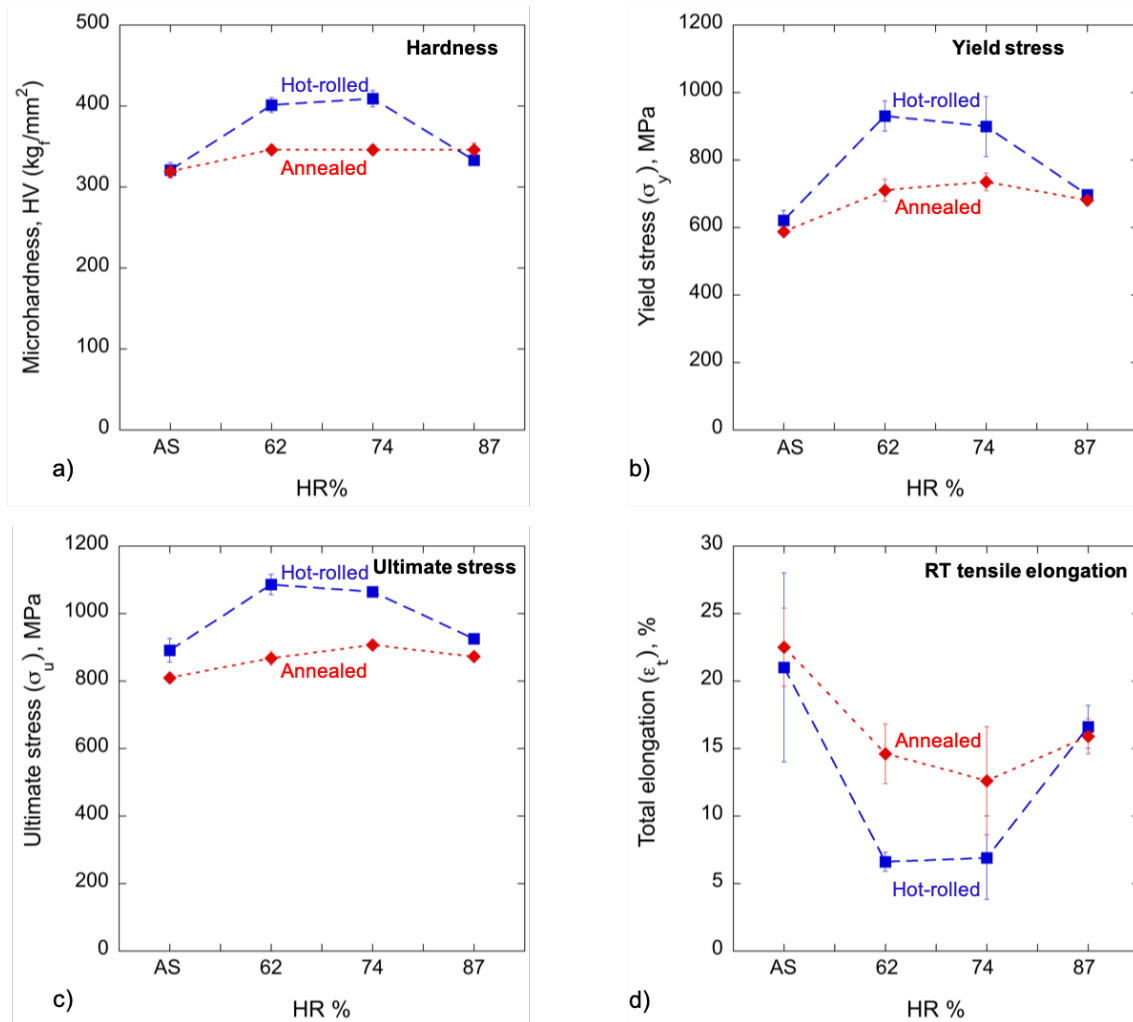 Hardness
Microhardness, HV (kgf/mm2)
500
400
300
200
100
0
Hot-rolled
Annealed
AS 62 74 87
a)
HR%
Yield stress
Yield stress (σy), MPa
1200
1000
800
600
400
200
0
Hot-rolled
Annealed
AS 62 74 87
b)
HR %
Ultimate stress
Ultimate stress (σu), MPa
1200
1000
800
600
400
200
0
Hot-rolled
Annealed
AS 62 74 87
c)
HR %
RT tensile elongation
Total elongation (εt), %
30
25
20
15
10
5
0
Annealed
Hot-rolled
AS 62 74 87
d)
HR %